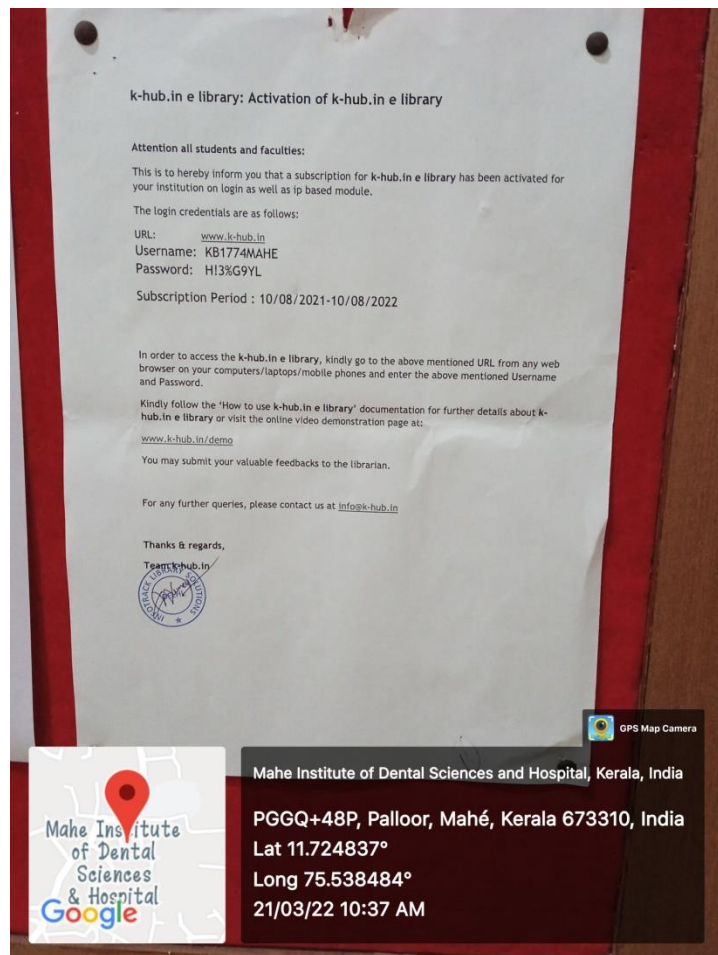 k-hub.in e library: Activation of k-hub.in e library
Attention all students and faculties:
This is to hereby inform you that a subscription for k-hub.in e library has been activated for
your institution on login as well as ip based module.
The login credentials are as follows:
URL: www.k-hub.in
Username: KB1774MAHE
Password: H!3%G9YL
Subscription Period : 10/08/2021-10/08/2022
In order to access the k-hub.in e library, kindly go to the above mentioned URL from any web
browser on your computers/laptops/mobile phones and enter the above mentioned Username
and Password.
Kindly follow the 'How to use k-hub.in e library' documentation for further details about k-
hub.in e library or visit the online video demonstration page at:
www.k-hub.in/demo
You may submit your valuable feedbacks to the librarian.
For any further queries, please contact us at info@k-hub.in
Thanks & regards,
Team k-hub.in
LIBRARY SOLUTIONS
GPS Map Camera
Mahe Institute
of Dental
Sciences
& Hospital
Google
Mahe Institute of Dental Sciences and Hospital, Kerala, India
PGGQ+48P, Palloor, Mahé, Kerala 673310, India
Lat 11.724837°
Long 75.538484°
21/03/22 10:37 AM